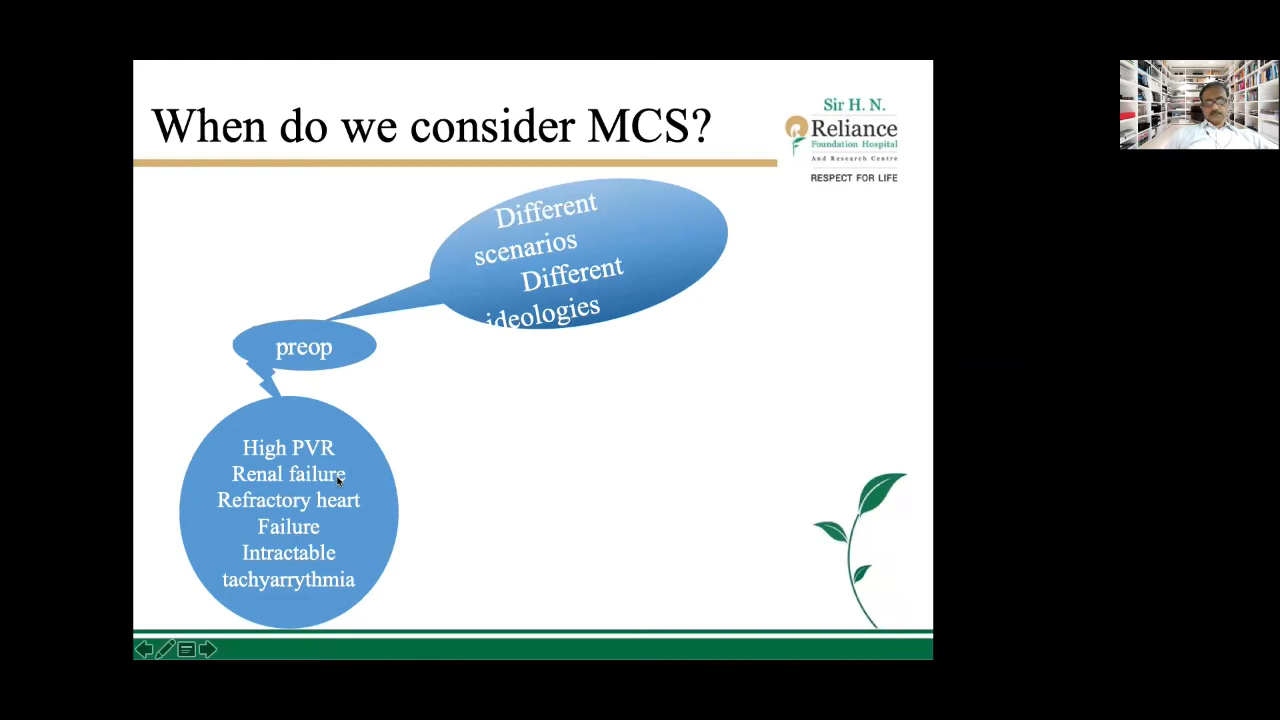 When do we consider MCS?
Sir H. N.
Reliance
Foundation Hospital
And Research Centre
RESPECT FOR LIFE
Different
scenarios
Different
ideologies
preop
High PVR
Renal failure
Refractory heart
Failure
Intractable
tachyarrythmia